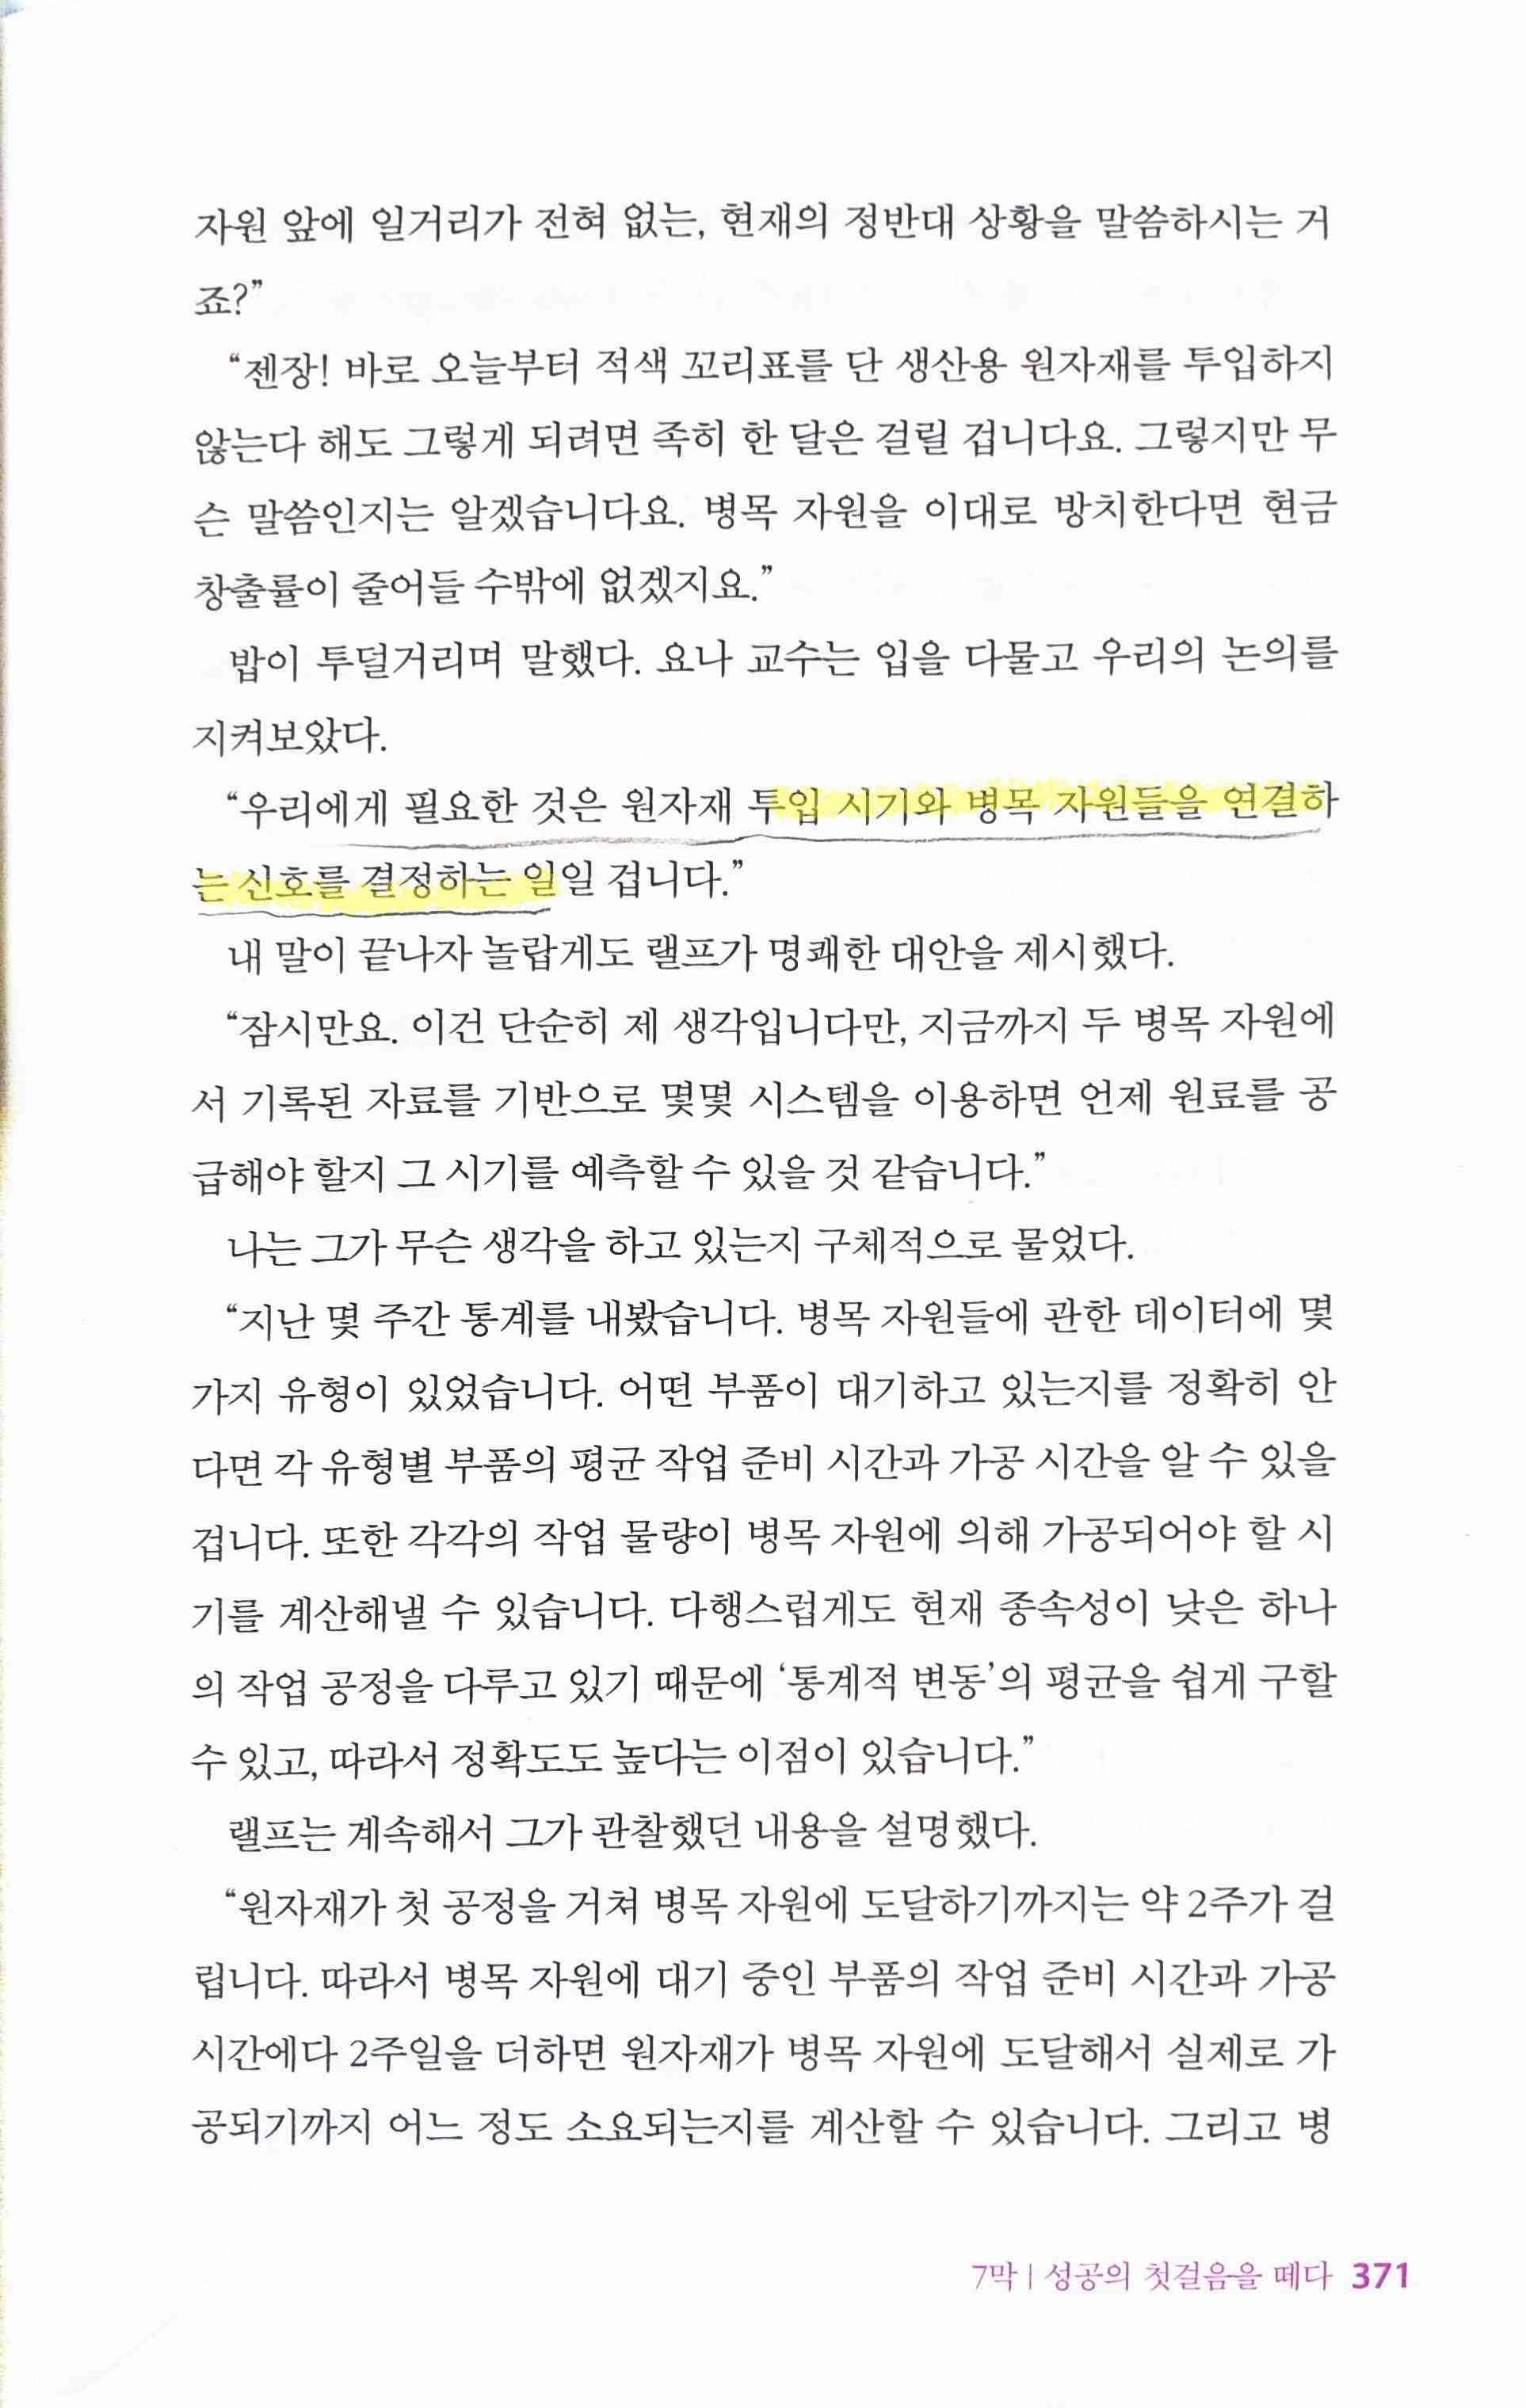 자원 앞에 일거리가 전혀 없는, 현재의 정반대 상황을 말씀하시는 거
죠?”
“젠장! 바로 오늘부터 적색 꼬리표를 단 생산용 원자재를 투입하지
않는다 해도 그렇게 되려면 족히 한 달은 걸릴 겁니다요. 그렇지만 무
슨 말씀인지는 알겠습니다요. 병목 자원을 이대로 방치한다면 현금
창출률이 줄어들 수밖에 없겠지요.”
밥이 투덜거리며 말했다. 요나 교수는 입을 다물고 우리의 논의를
지켜보았다.
“우리에게 필요한 것은 원자재 투입 시기와 병목 자원들을 연결하
는 신호를 결정하는 일일 겁니다.”
내 말이 끝나자 놀랍게도 랠프가 명쾌한 대안을 제시했다.
“잠시만요. 이건 단순히 제 생각입니다만, 지금까지 두 병목 자원에
서 기록된 자료를 기반으로 몇몇 시스템을 이용하면 언제 원료를 공
급해야 할지 그 시기를 예측할 수 있을 것 같습니다.”
나는 그가 무슨 생각을 하고 있는지 구체적으로 물었다.
“지난 몇 주간 통계를 내봤습니다. 병목 자원들에 관한 데이터에 몇
가지 유형이 있었습니다. 어떤 부품이 대기하고 있는지를 정확히 안
다면 각 유형별 부품의 평균 작업 준비 시간과 가공 시간을 알 수 있을
겁니다. 또한 각각의 작업 물량이 병목 자원에 의해 가공되어야 할 시
기를 계산해낼 수 있습니다. 다행스럽게도 현재 종속성이 낮은 하나
의 작업 공정을 다루고 있기 때문에 ‘통계적 변동’의 평균을 쉽게 구할
수 있고, 따라서 정확도도 높다는 이점이 있습니다.”
랠프는 계속해서 그가 관찰했던 내용을 설명했다.
“원자재가 첫 공정을 거쳐 병목 자원에 도달하기까지는 약 2주가 걸
립니다. 따라서 병목 자원에 대기 중인 부품의 작업 준비 시간과 가공
시간에다 2주일을 더하면 원자재가 병목 자원에 도달해서 실제로 가
공되기까지 어느 정도 소요되는지를 계산할 수 있습니다. 그리고 병
7막 | 성공의 첫걸음을 떼다 371